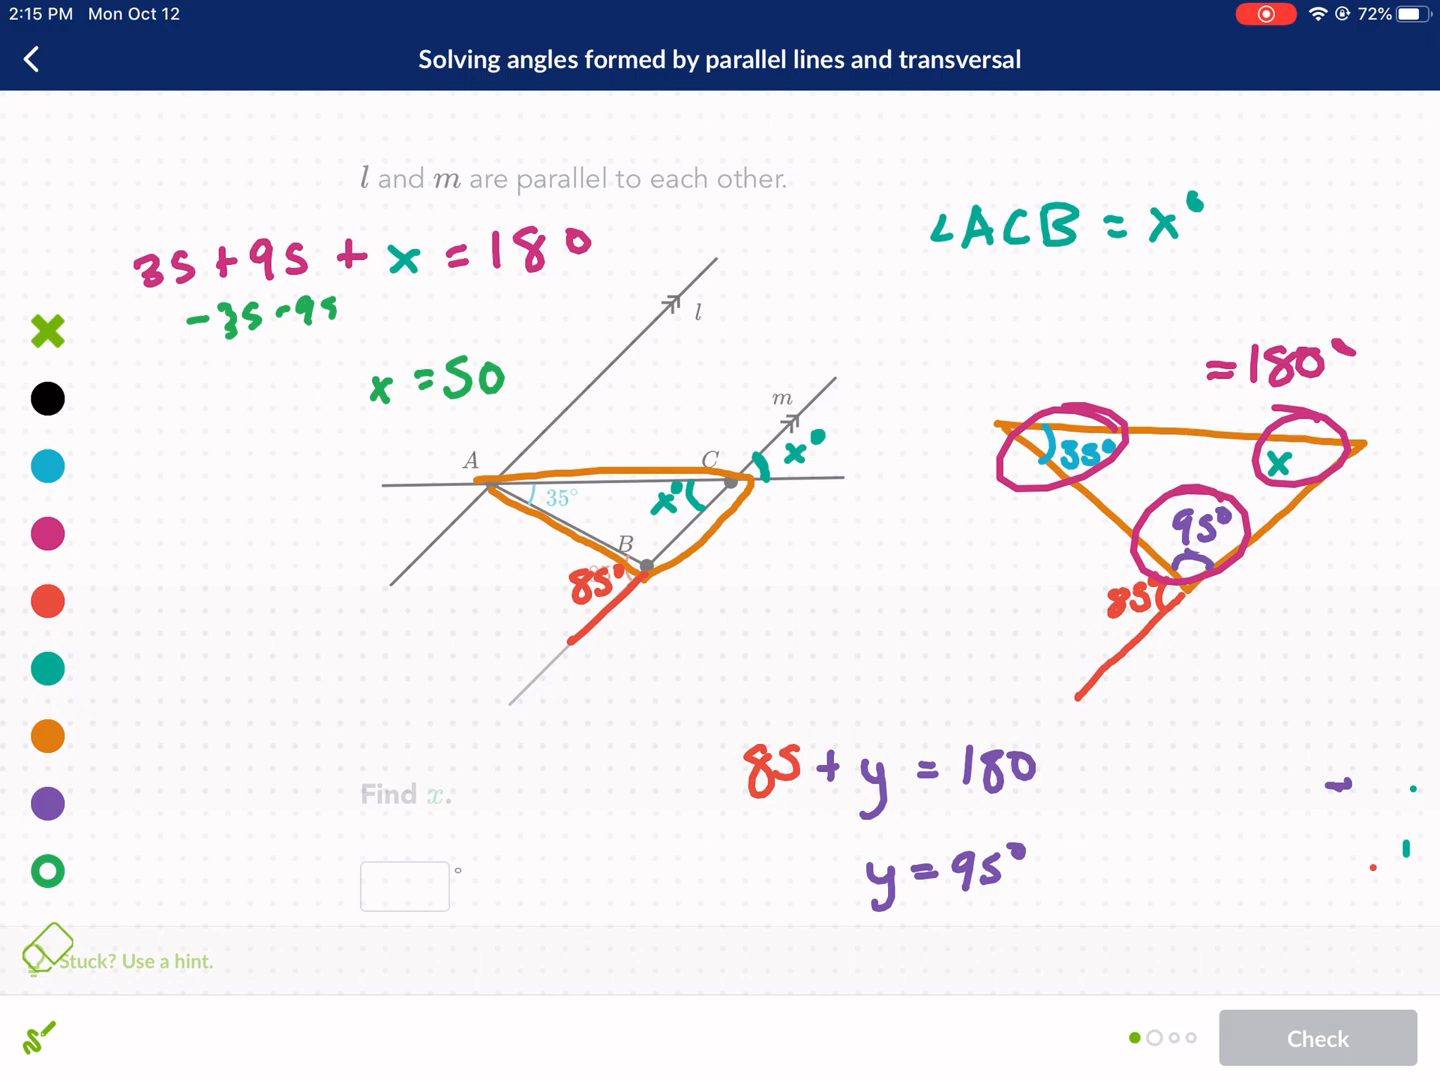 2:15 PM Mon Oct 12
72%
Solving angles formed by parallel lines and transversal
l and m are parallel to each other.
∠ACB = x°
35 + 95 + x = 180
-35 -95
l
= 180°
x = 50
m
x°
A
C
35°
x
35°
x°
95°
B
85°
85°
85 + y = 180
Find x.
y = 95°
°
Stuck? Use a hint.
Check